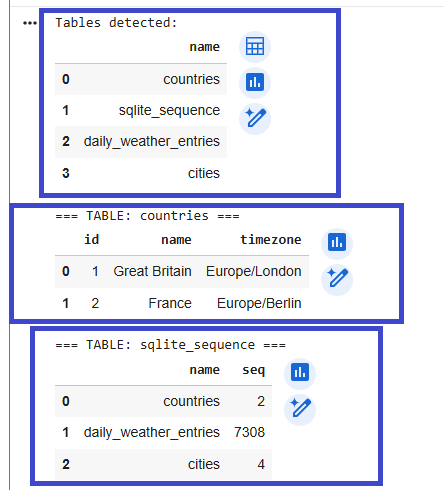 Tables detected:
name
0 countries
1 sqlite_sequence
2 daily_weather_entries
3 cities
=== TABLE: countries ===
id name timezone
0 1 Great Britain Europe/London
1 2 France Europe/Berlin
=== TABLE: sqlite_sequence ===
name seq
0 countries 2
1 daily_weather_entries 7308
2 cities 4